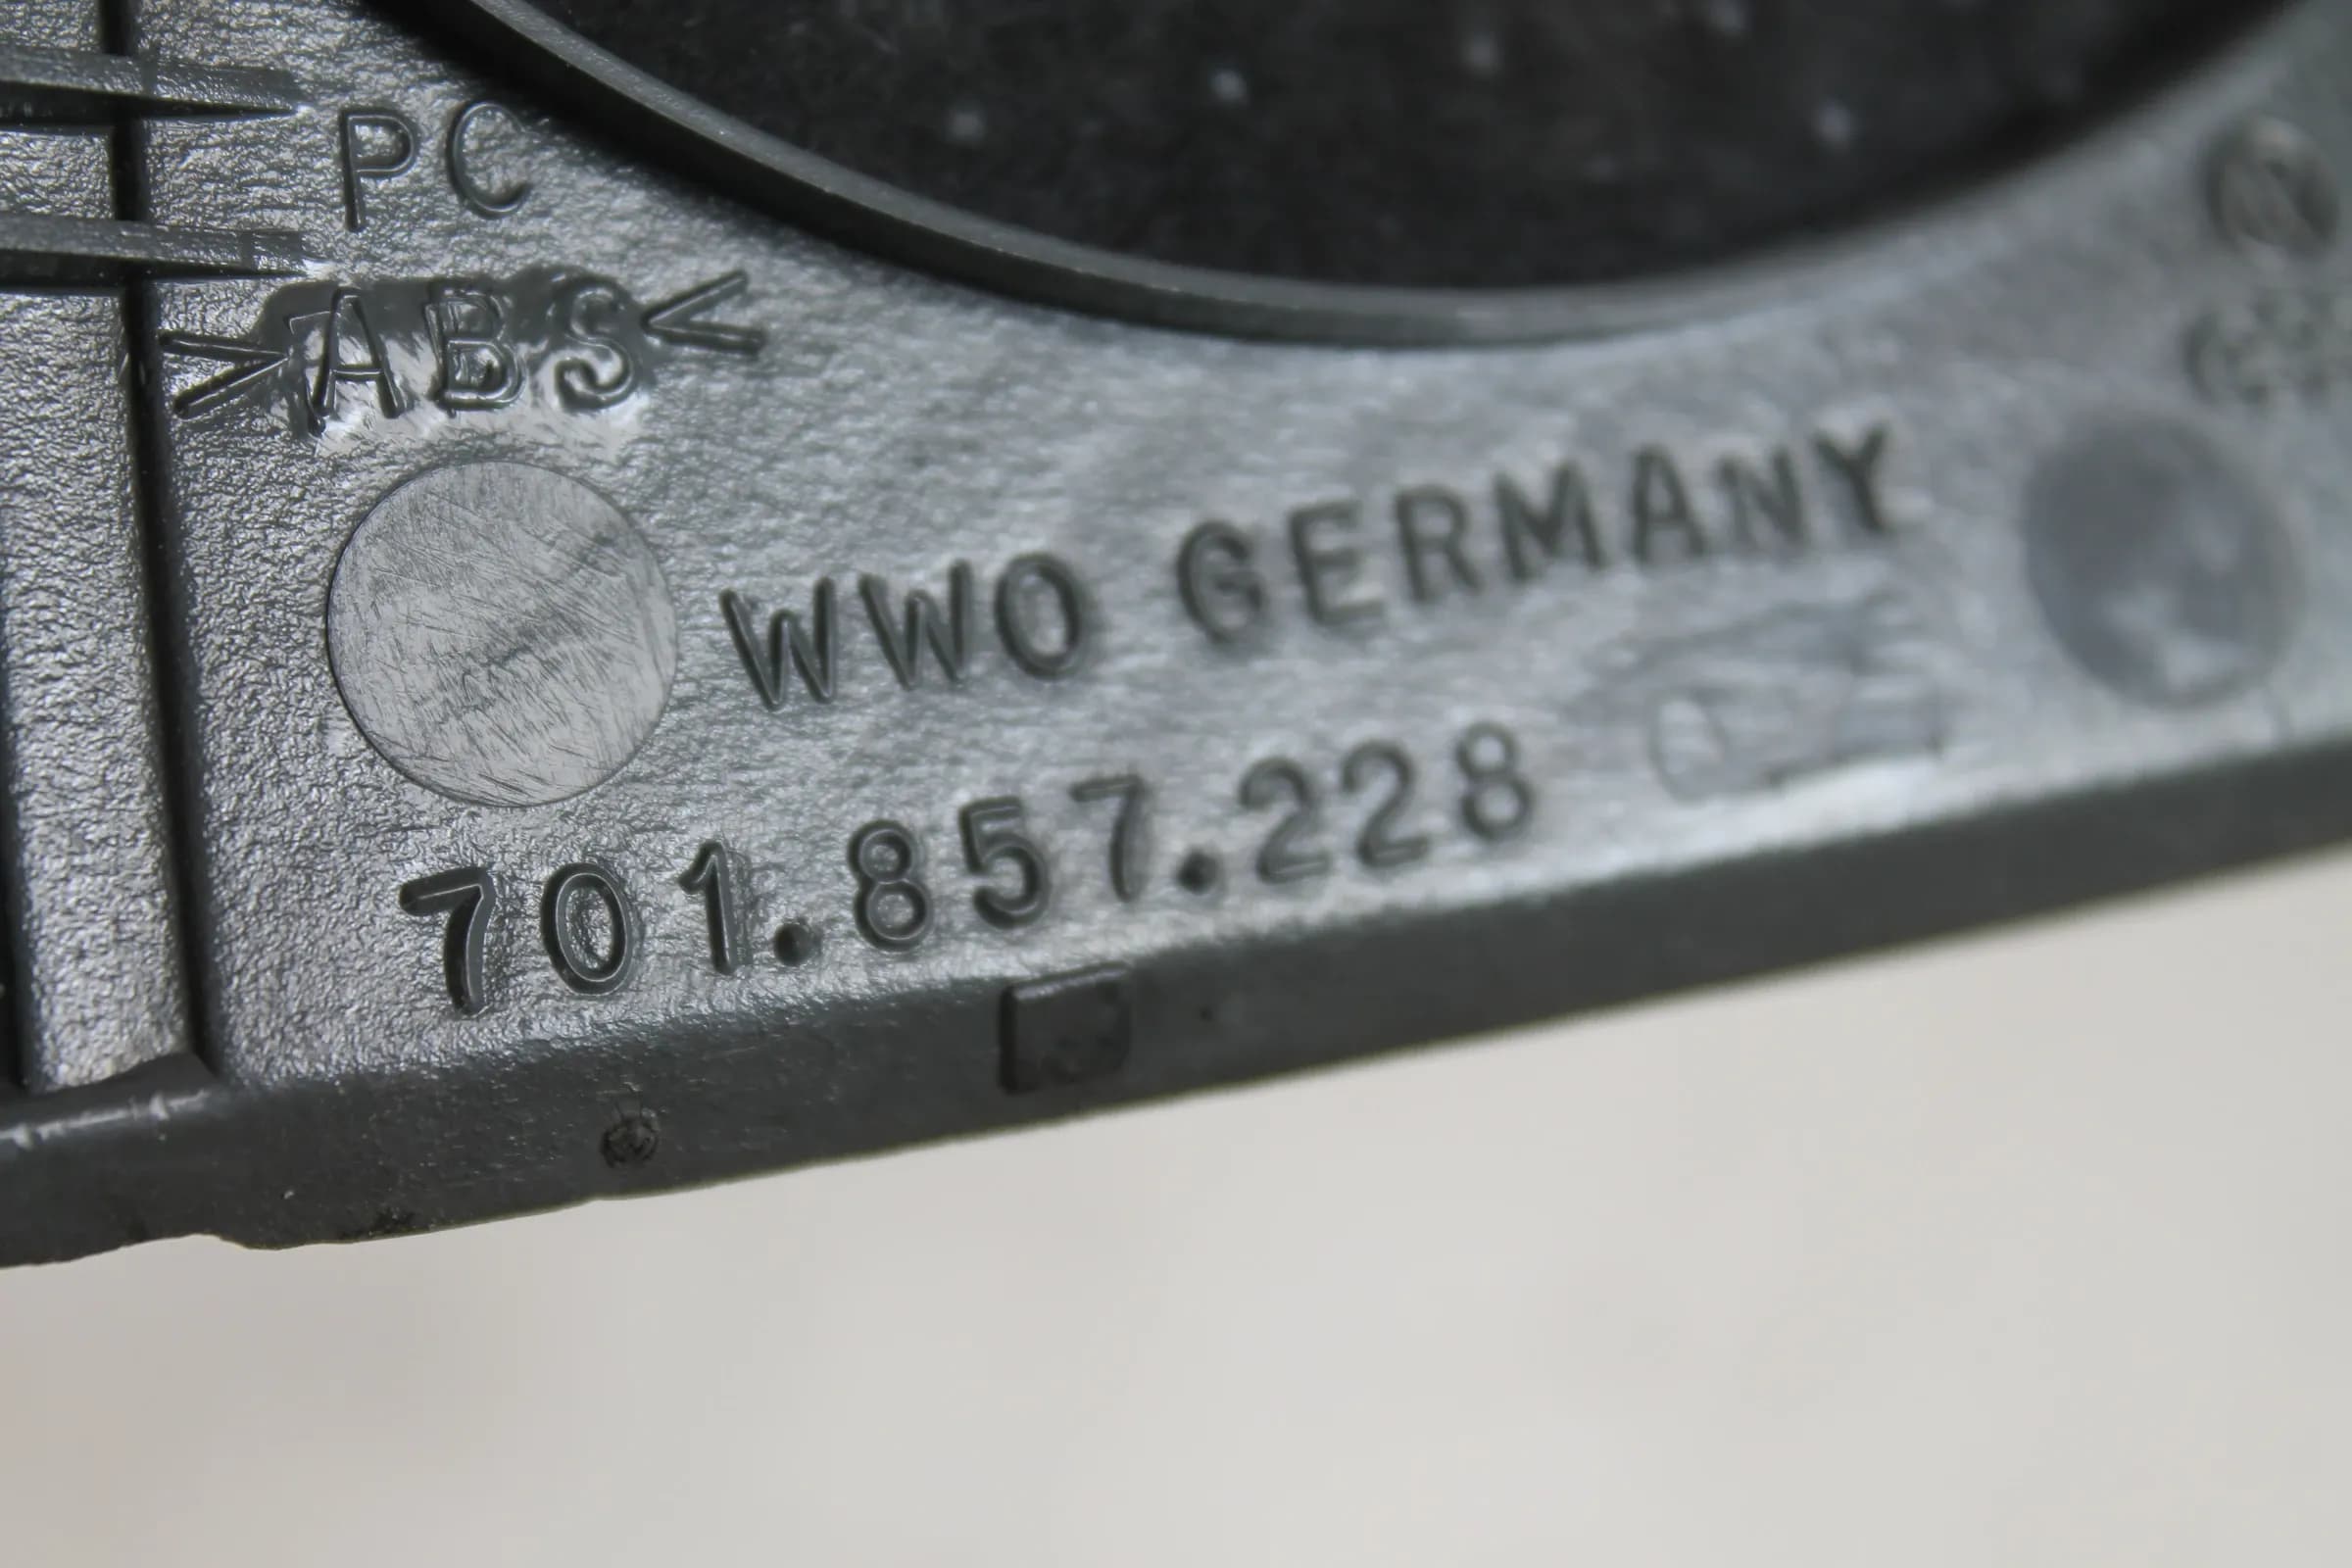 PC
>ABS<
WWO GERMANY
701.857.228